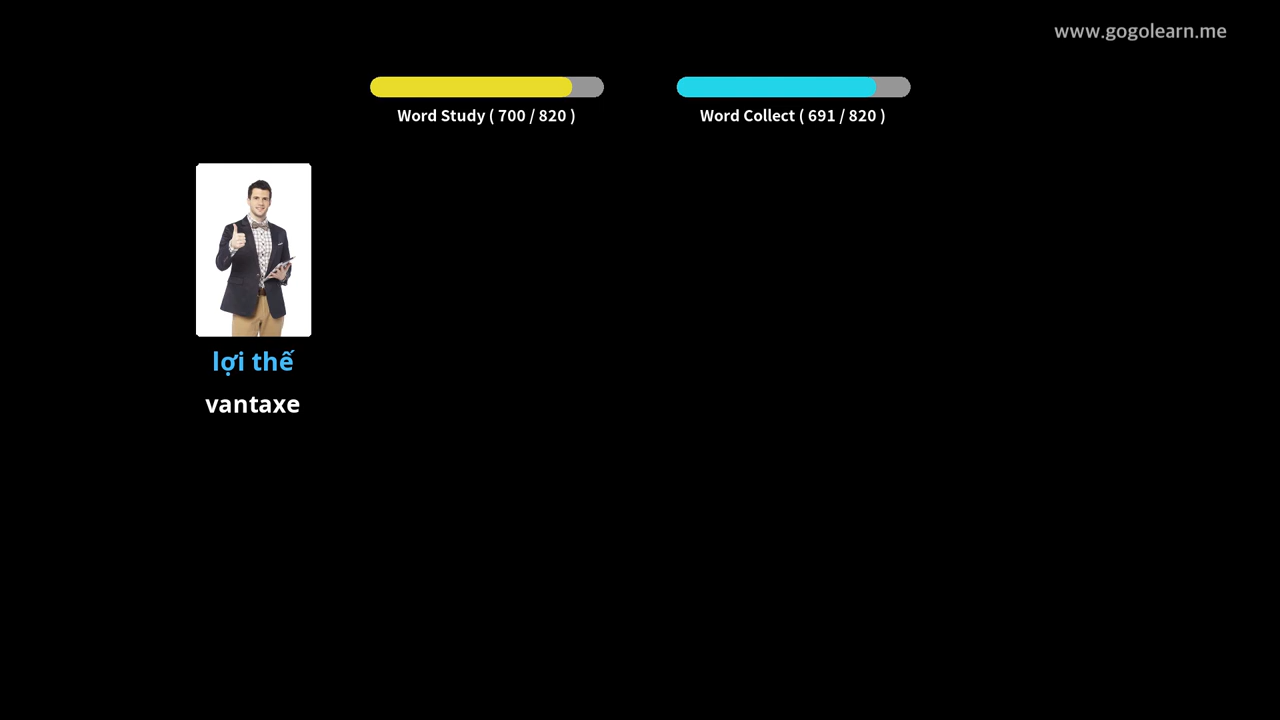 www.gogolearn.me
Word Study ( 700 / 820 )
Word Collect ( 691 / 820 )
lợi thế
vantaxe